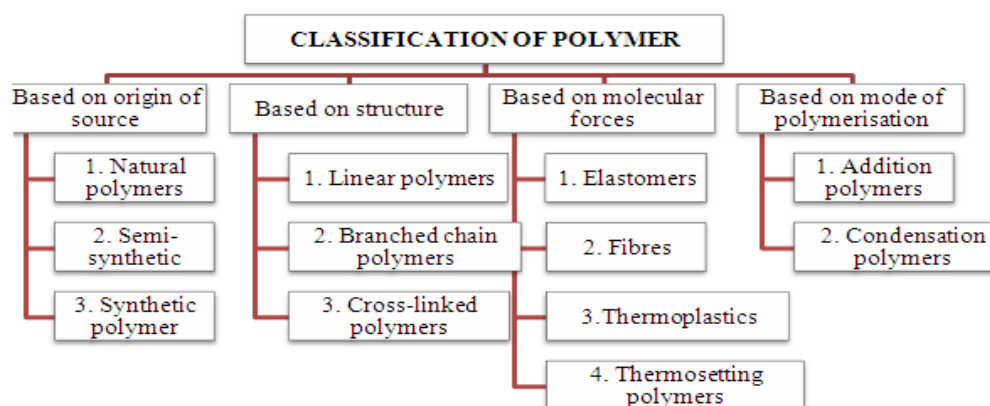 CLASSIFICATION OF POLYMER
Based on origin of
source
1. Natural
polymers
2. Semi-
synthetic
3. Synthetic
polymer
Based on structure
1. Linear polymers
2. Branched chain
polymers
3. Cross-linked
polymers
Based on molecular
forces
1. Elastomers
2. Fibres
3.Thermoplastics
4. Thermosetting
polymers
Based on mode of
polymerisation
1. Addition
polymers
2. Condensation
polymers